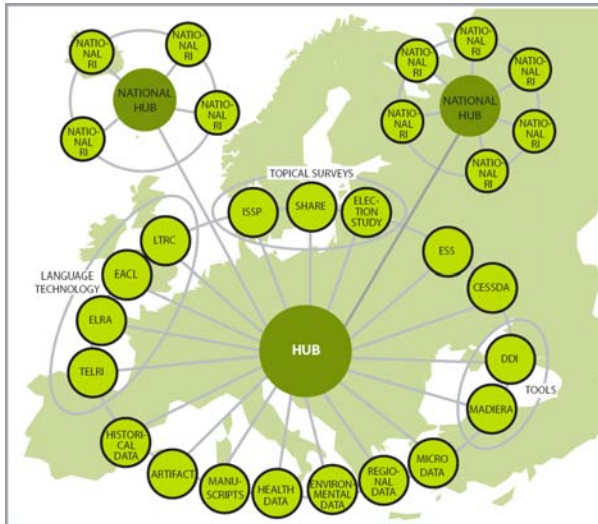 NATIO-
NAL
RI
NATIO-
NAL
RI
NATIONAL
HUB
NATIO-
NAL
RI
NATIO-
NAL
RI
NATIO-
NAL RI
NATIO-
NAL
RI
NATIO-
NAL
RI
NATIONAL
HUB
NATIO-
NAL
RI
NATIO-
NAL
RI
NATIO-
NAL
RI
TOPICAL SURVEYS
ISSP
SHARE
ELEC-
TION
STUDY
LTRC
ESS
LANGUAGE
TECHNOLOGY
EACL
CESSDA
ELRA
HUB
TELRI
DDI
TOOLS
MADIERA
HISTORI-
CAL
DATA
ARTIFACT
MANU-
SCRIPTS
HEALTH
DATA
ENVIRON-
MENTAL DATA
REGIO-
NAL DATA
MICRO
DATA